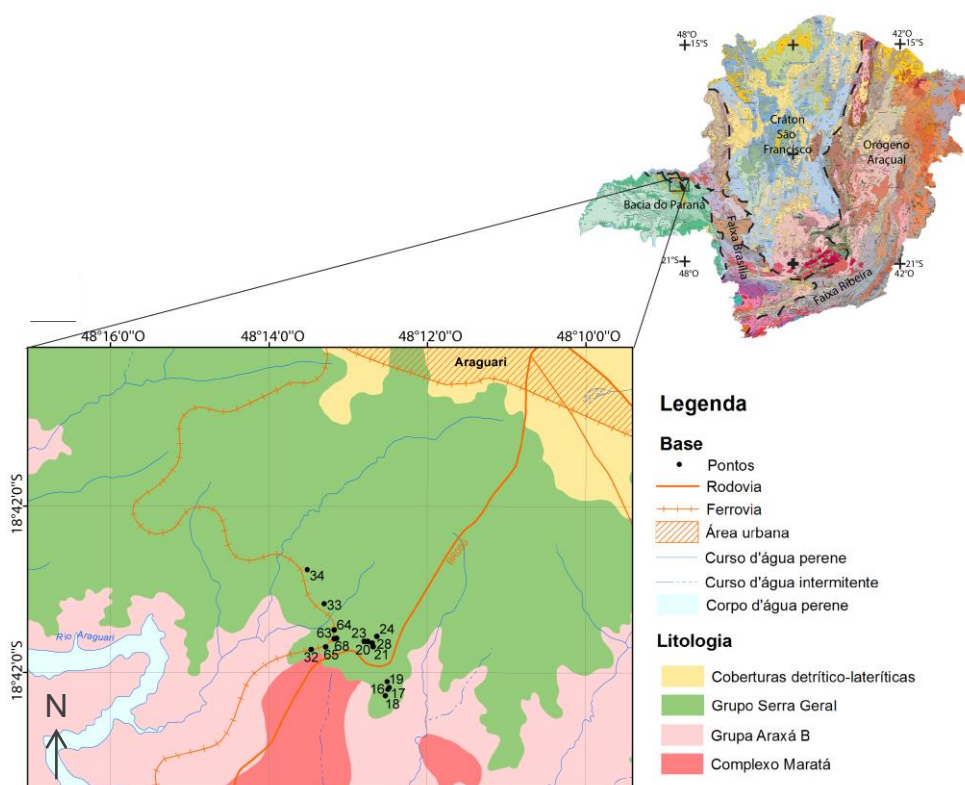 48°O
15°S
42°O
15°S
Cráton
São
Francisco
Orógeno
Araçuaí
Bacia do Paraná
Faixa Brasília
21°S
48°O
21°S
42°O
Faixa Ribeira
48°16'0"O
48°14'0"O
48°12'0"O
48°10'0"O
Araguari
18°42'0"S
BR050
34
33
64
63
23
24
68
28
32
65
20
21
Rio Araguari
18°42'0"S
19
16
17
18
N
Legenda
Base
Pontos
Rodovia
Ferrovia
Área urbana
Curso d'água perene
Curso d'água intermitente
Corpo d'água perene
Litologia
Coberturas detrítico-lateríticas
Grupo Serra Geral
Grupa Araxá B
Complexo Maratá